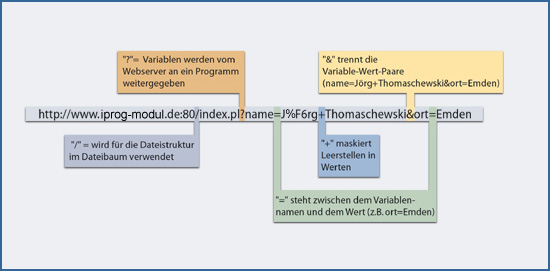 "?"= Variablen werden vom
Webserver an ein Programm
weitergegeben
"&" trennt die
Variable-Wert-Paare
(name=Jörg+Thomaschewski&ort=Emden)
http://www.iprog-modul.de:80/index.pl?name=J%F6rg+Thomaschewski&ort=Emden
"/" = wird für die Dateistruktur
im Dateibaum verwendet
"+" maskiert
Leerstellen in
Werten
"=" steht zwischen dem Variablen-
namen und dem Wert (z.B. ort=Emden)